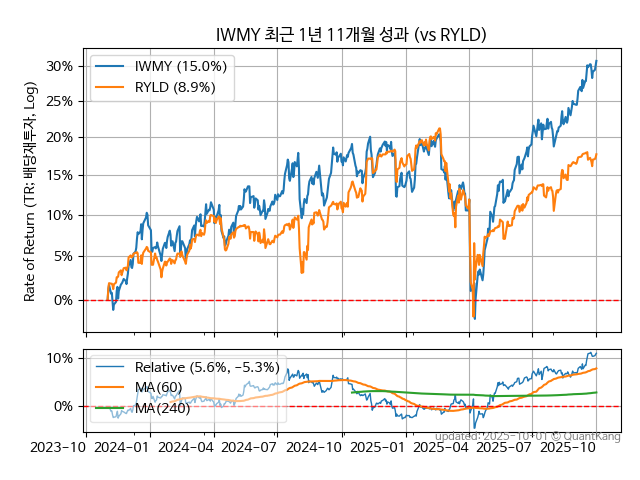 IWMY 최근 1년 11개월 성과 (vs RYLD)
Rate of Return (TR: 배당재투자, Log)
30%
25%
20%
15%
10%
5%
0%
IWMY (15.0%)
RYLD (8.9%)
10%
0%
Relative (5.6%, -5.3%)
MA(60)
MA(240)
2023-10
2024-01
2024-04
2024-07
2024-10
2025-01
2025-04
2025-07
2025-10
updated: 2025-10-01 © QuantKang